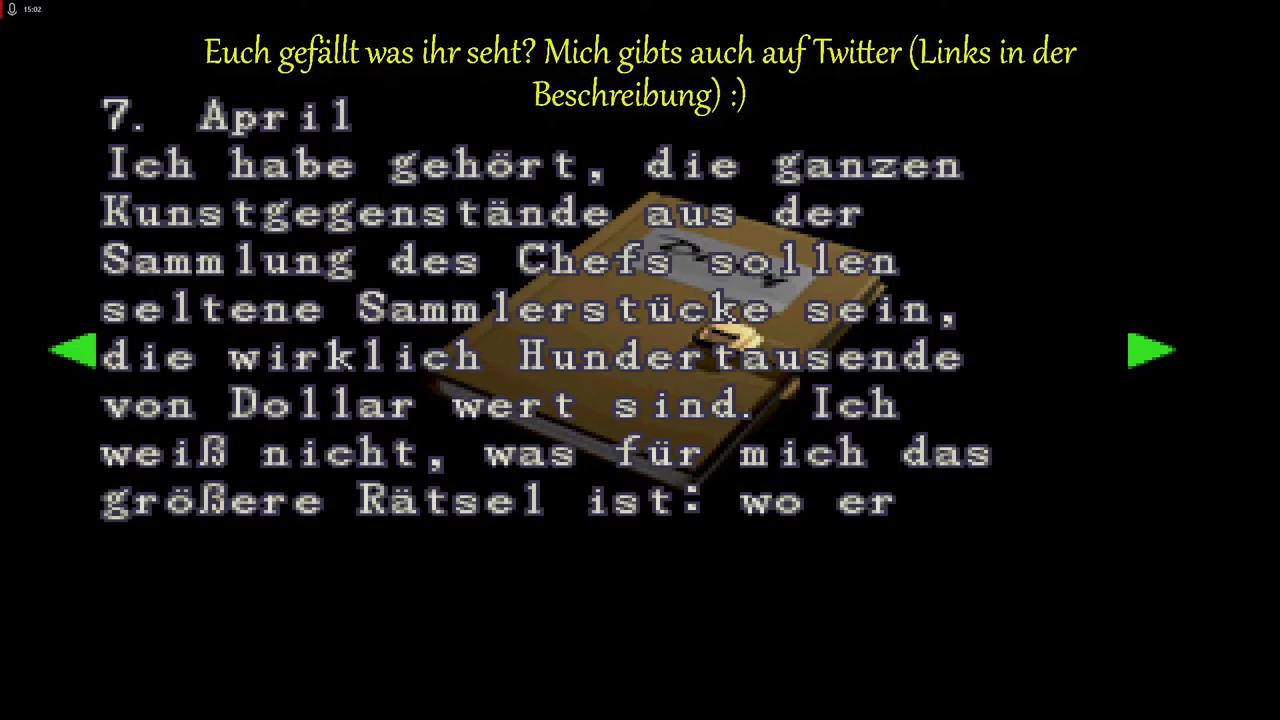 15:02
Euch gefällt was ihr seht? Mich gibts auch auf Twitter (Links in der
Beschreibung) :)
7. April
Ich habe gehört, die ganzen
Kunstgegenstände aus der
Sammlung des Chefs sollen
seltene Sammlerstücke sein,
die wirklich Hundertausende
von Dollar wert sind. Ich
weiß nicht, was für mich das
größere Rätsel ist: wo er